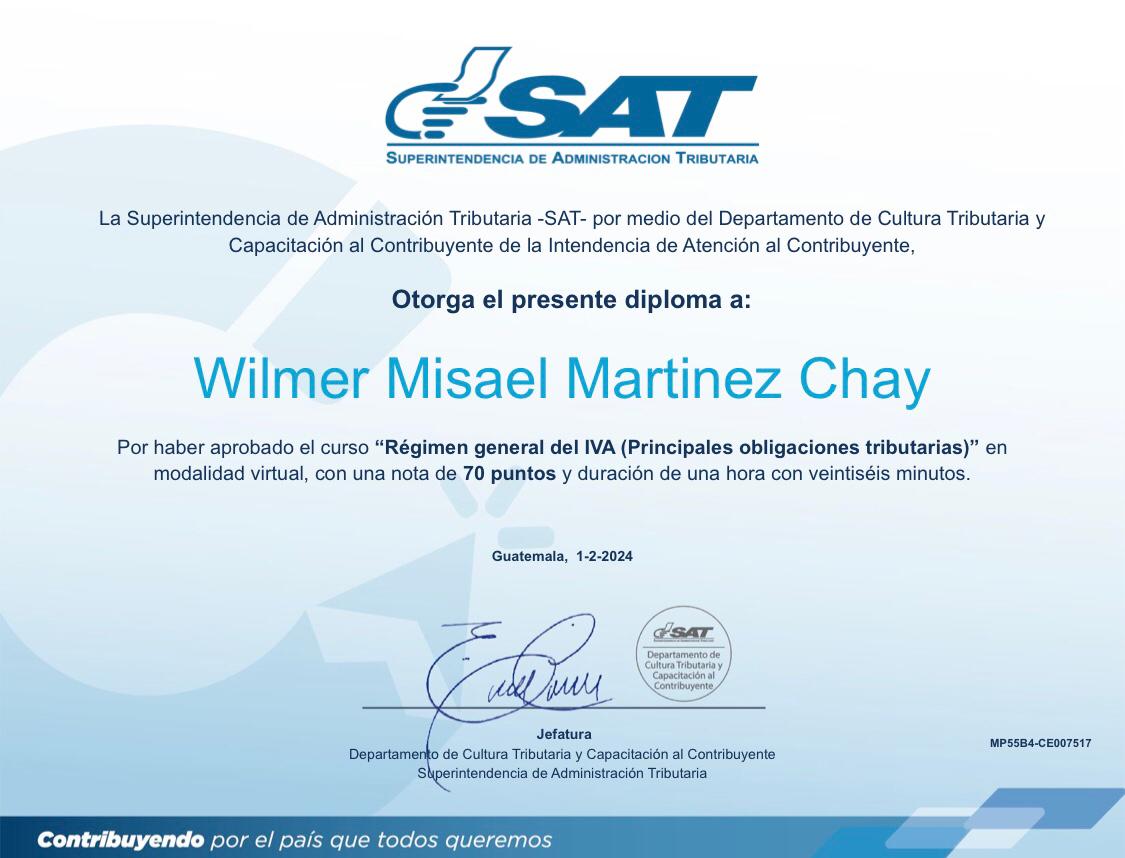 SAT
SUPERINTENDENCIA DE ADMINISTRACION TRIBUTARIA
La Superintendencia de Administración Tributaria -SAT- por medio del Departamento de Cultura Tributaria y
Capacitación al Contribuyente de la Intendencia de Atención al Contribuyente,
Otorga el presente diploma a:
Wilmer Misael Martinez Chay
Por haber aprobado el curso “Régimen general del IVA (Principales obligaciones tributarias)” en
modalidad virtual, con una nota de 70 puntos y duración de una hora con veintiséis minutos.
Guatemala, 1-2-2024
SAT
Departamento de
Cultura Tributaria y
Capacitación al
Contribuyente
Jefatura
Departamento de Cultura Tributaria y Capacitación al Contribuyente
Superintendencia de Administración Tributaria
MP55B4-CE007517
Contribuyendo por el país que todos queremos